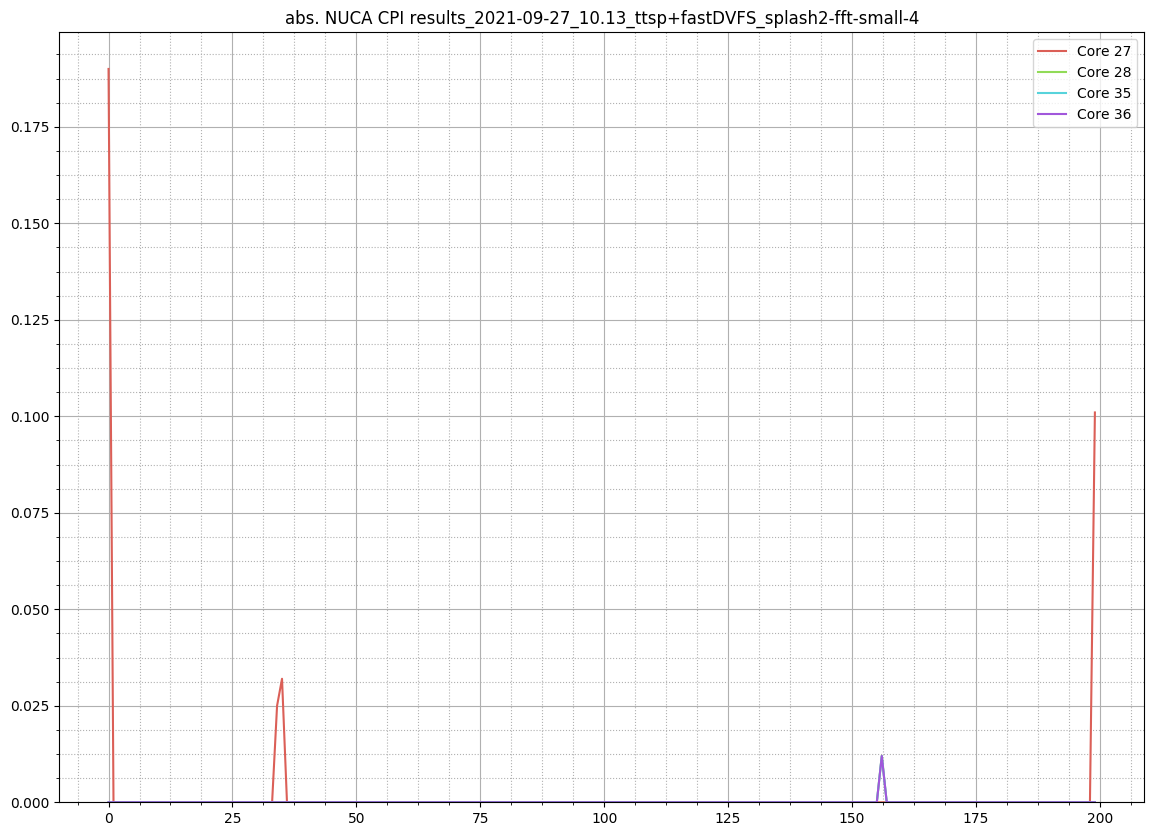 abs. NUCA CPI results_2021-09-27_10.13_ttsp+fastDVFS_splash2-fft-small-4
Core 27
Core 28
Core 35
Core 36
0.175
0.150
0.125
0.100
0.075
0.050
0.025
0.000
0 25 50 75 100 125 150 175 200